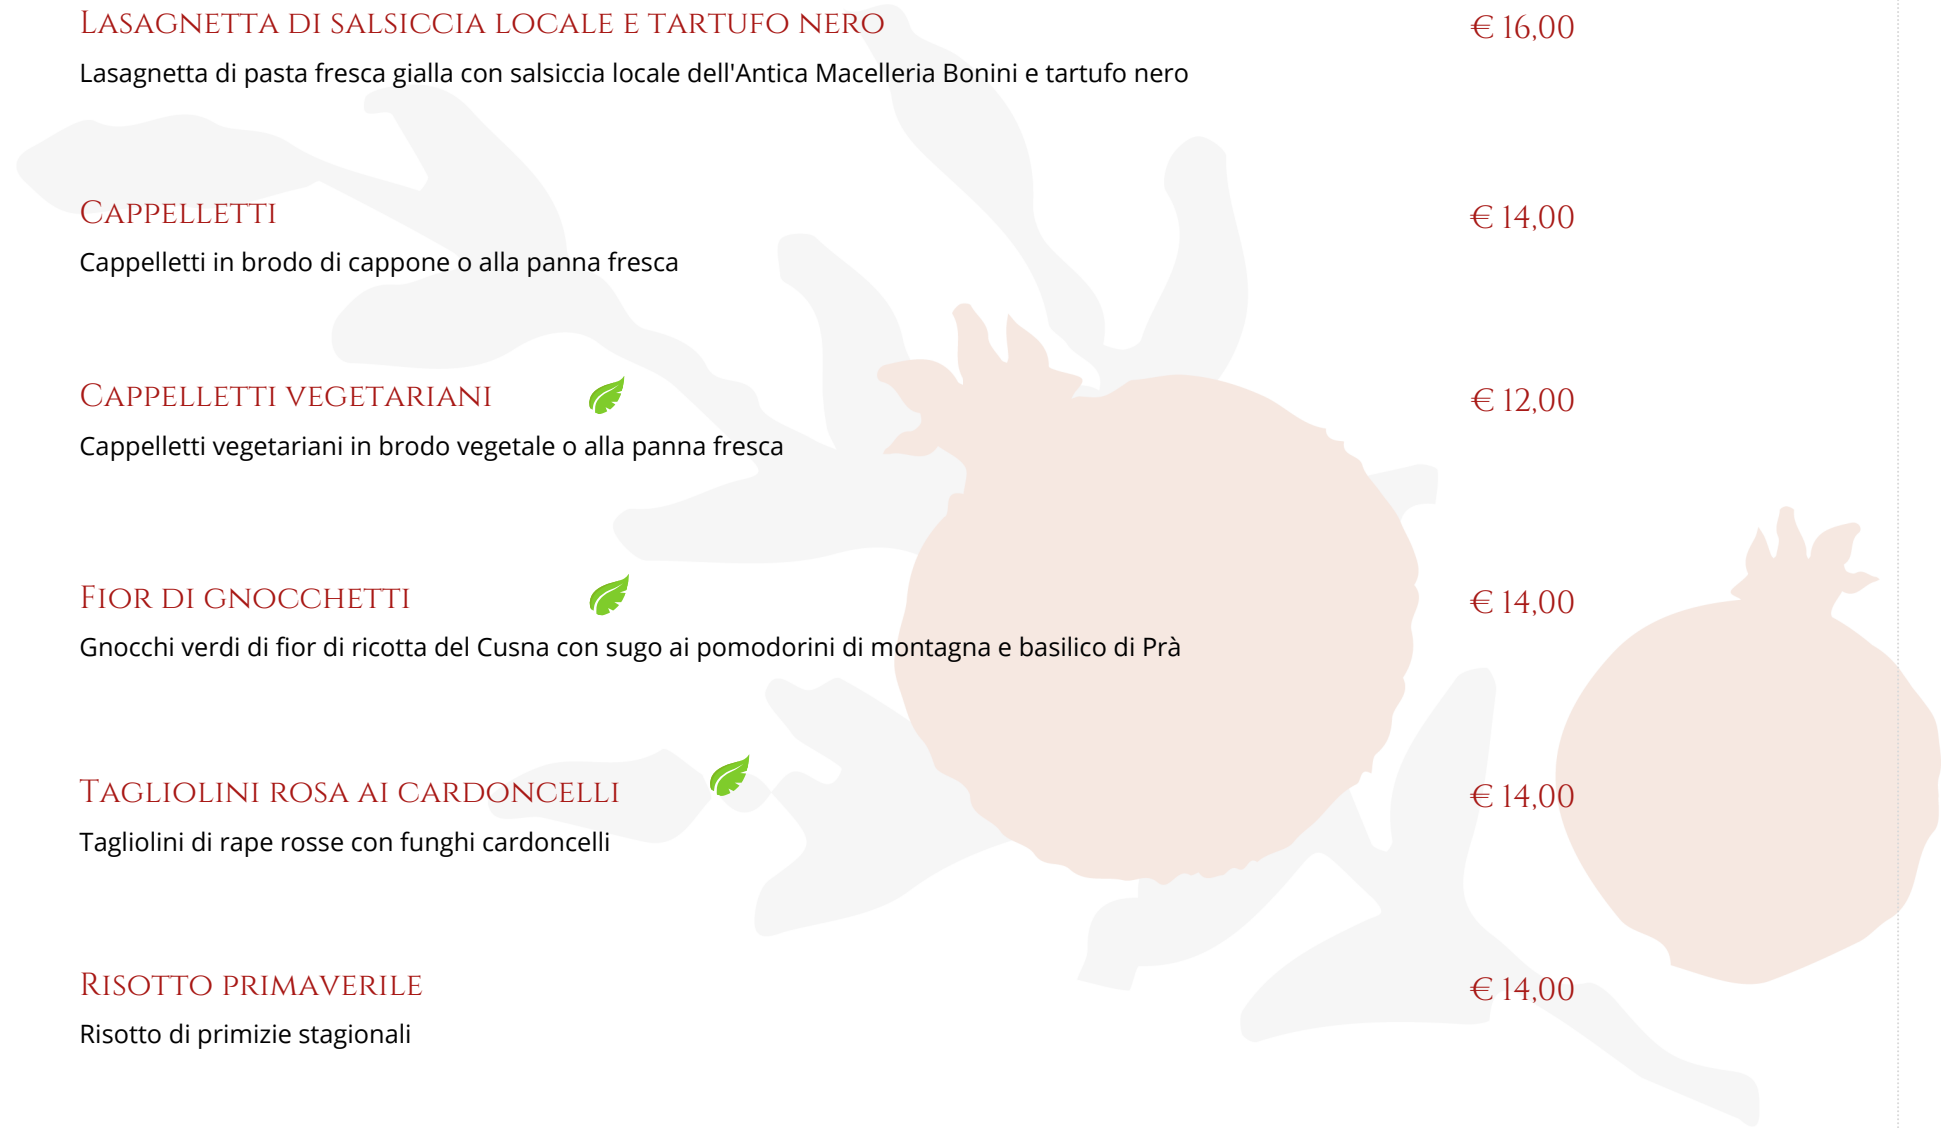 Lasagnetta di salsiccia locale e tartufo nero
€ 16,00
Lasagnetta di pasta fresca gialla con salsiccia locale dell'Antica Macelleria Bonini e tartufo nero
Cappelletti
€ 14,00
Cappelletti in brodo di cappone o alla panna fresca
Cappelletti vegetariani
€ 12,00
Cappelletti vegetariani in brodo vegetale o alla panna fresca
Fior di gnocchetti
€ 14,00
Gnocchi verdi di fior di ricotta del Cusna con sugo ai pomodorini di montagna e basilico di Prà
Tagliolini rosa ai cardoncelli
€ 14,00
Tagliolini di rape rosse con funghi cardoncelli
Risotto primaverile
€ 14,00
Risotto di primizie stagionali